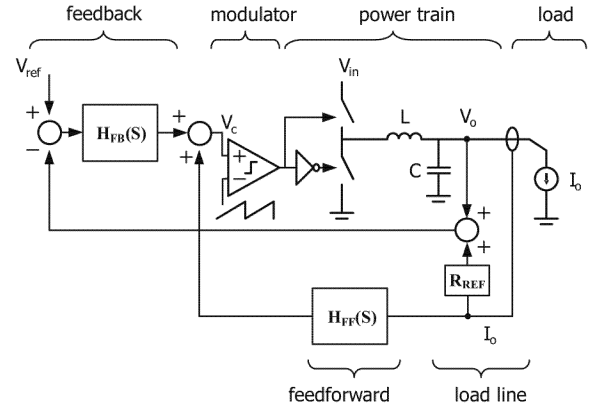 feedback modulator power train load
V_ref V_in
+ H_FB(S) + V_c L V_o
− + + − C I_o
+
+
R_REF
H_FF(S)
I_o
feedforward load line